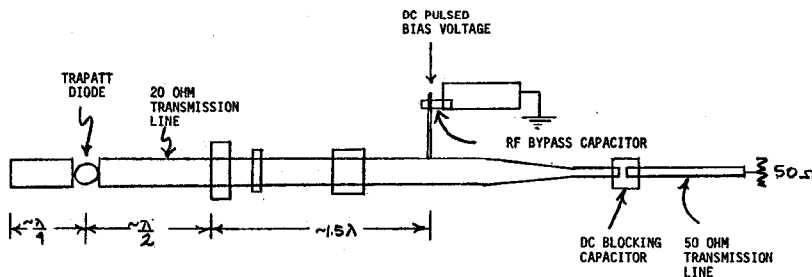 DC PULSED
BIAS VOLTAGE
TRAPATT
DIODE
20 OHM
TRANSMISSION
LINE
RF BYPASS CAPACITOR
50Ω
~λ/4
~λ/2
~1.5λ
DC BLOCKING
CAPACITOR
50 OHM
TRANSMISSION
LINE